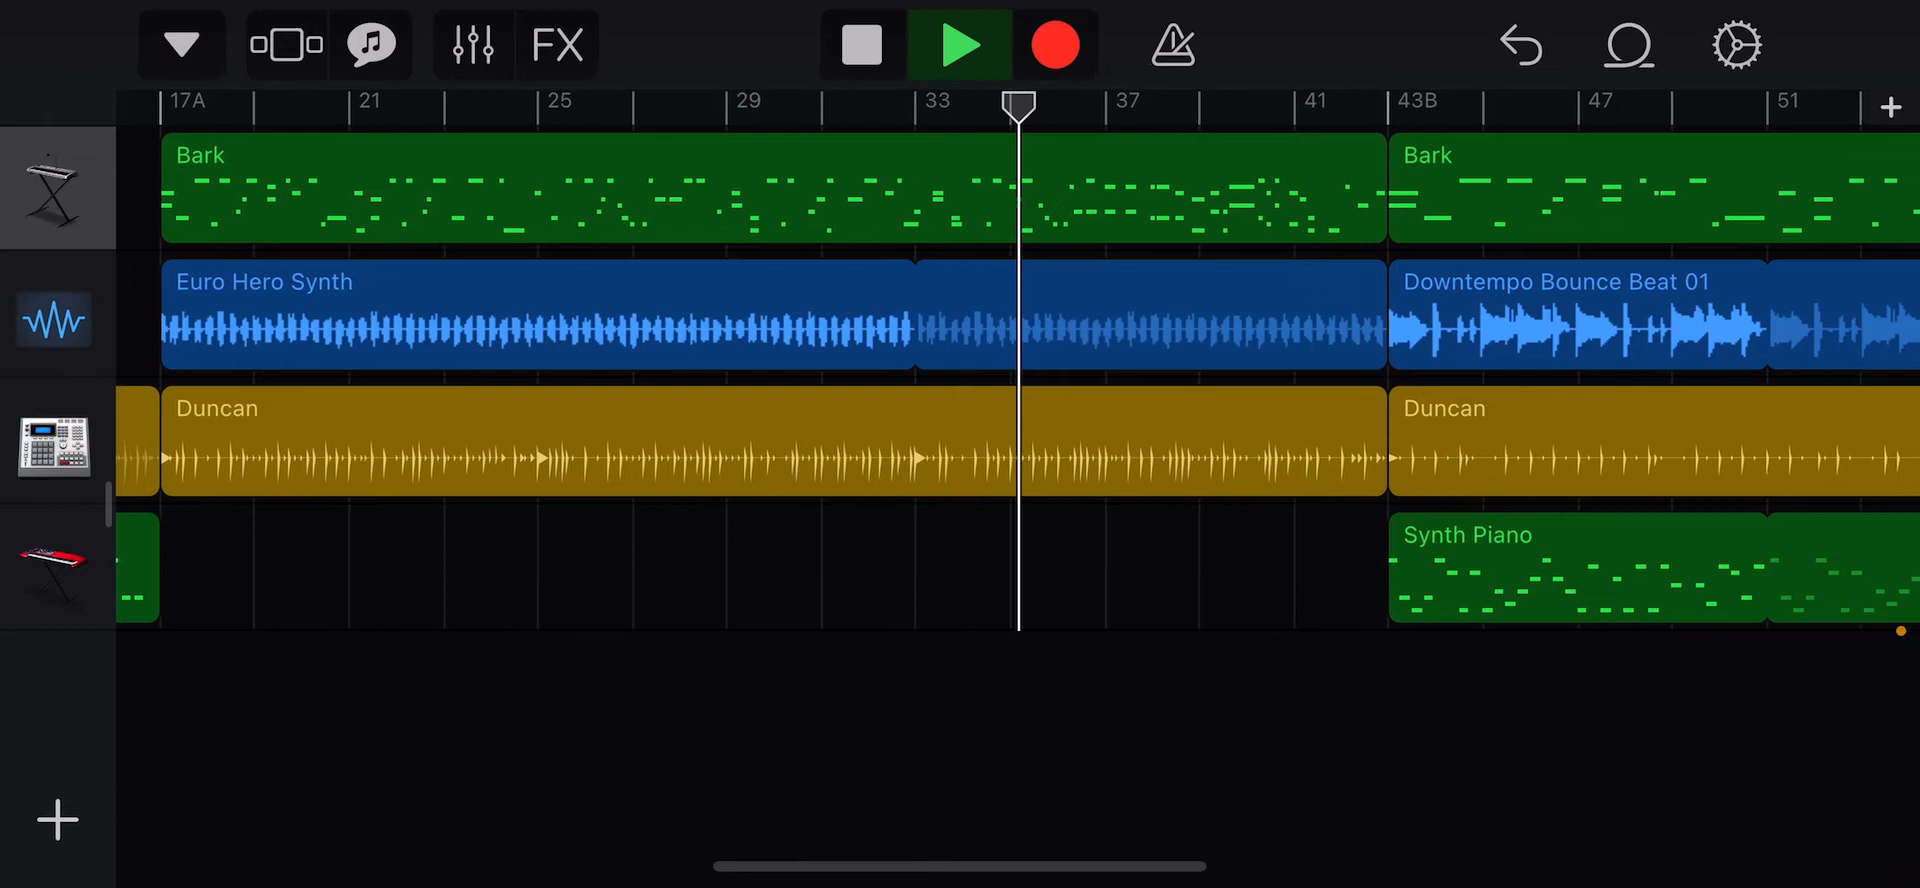 FX
17A 21 25 29 33 37 41 43B 47 51
Bark Bark
Euro Hero Synth Downtempo Bounce Beat 01
Duncan Duncan
Synth Piano